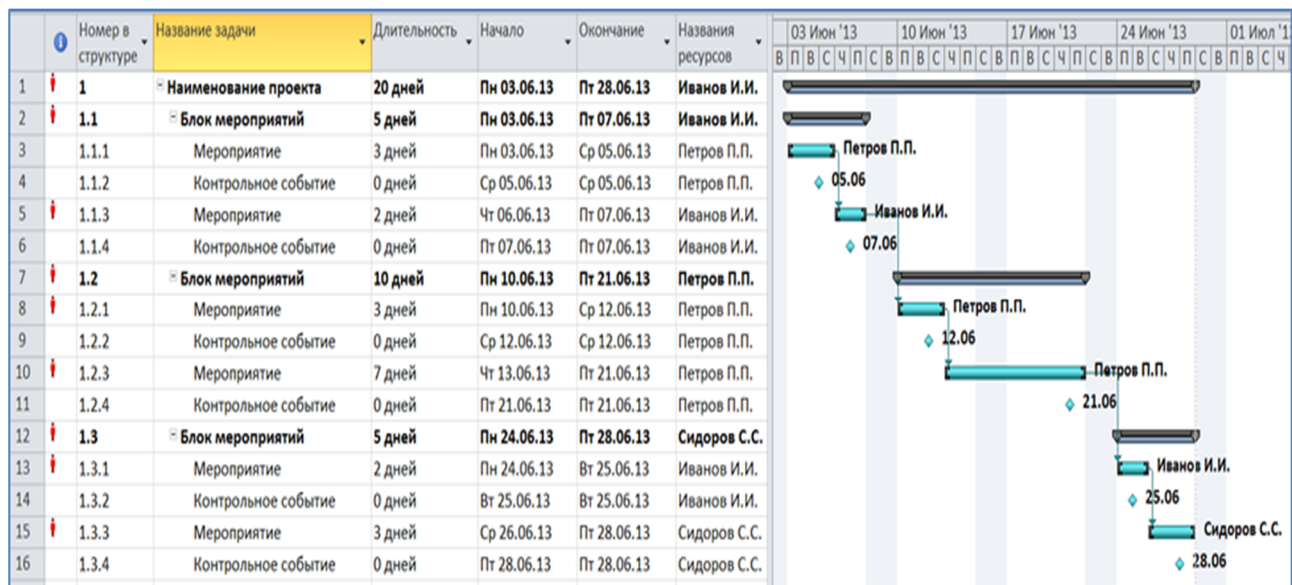 Номер в структуре Название задачи Длительность Начало Окончание Названия ресурсов 03 Июн '13 10 Июн '13 17 Июн '13 24 Июн '13 01 Июл '1
В П В С Ч П С В П В С Ч П С В П В С Ч П С В П В С Ч П С В П В С Ч
1 1 Наименование проекта 20 дней Пн 03.06.13 Пт 28.06.13 Иванов И.И.
2 1.1 Блок мероприятий 5 дней Пн 03.06.13 Пт 07.06.13 Иванов И.И.
3 1.1.1 Мероприятие 3 дней Пн 03.06.13 Ср 05.06.13 Петров П.П. Петров П.П.
4 1.1.2 Контрольное событие 0 дней Ср 05.06.13 Ср 05.06.13 Петров П.П. 05.06
5 1.1.3 Мероприятие 2 дней Чт 06.06.13 Пт 07.06.13 Иванов И.И. Иванов И.И.
6 1.1.4 Контрольное событие 0 дней Пт 07.06.13 Пт 07.06.13 Иванов И.И. 07.06
7 1.2 Блок мероприятий 10 дней Пн 10.06.13 Пт 21.06.13 Петров П.П.
8 1.2.1 Мероприятие 3 дней Пн 10.06.13 Ср 12.06.13 Петров П.П. Петров П.П.
9 1.2.2 Контрольное событие 0 дней Ср 12.06.13 Ср 12.06.13 Петров П.П. 12.06
10 1.2.3 Мероприятие 7 дней Чт 13.06.13 Пт 21.06.13 Петров П.П. Петров П.П.
11 1.2.4 Контрольное событие 0 дней Пт 21.06.13 Пт 21.06.13 Петров П.П. 21.06
12 1.3 Блок мероприятий 5 дней Пн 24.06.13 Пт 28.06.13 Сидоров С.С.
13 1.3.1 Мероприятие 2 дней Пн 24.06.13 Вт 25.06.13 Иванов И.И. Иванов И.И.
14 1.3.2 Контрольное событие 0 дней Вт 25.06.13 Вт 25.06.13 Иванов И.И. 25.06
15 1.3.3 Мероприятие 3 дней Ср 26.06.13 Пт 28.06.13 Сидоров С.С. Сидоров С.С.
16 1.3.4 Контрольное событие 0 дней Пт 28.06.13 Пт 28.06.13 Сидоров С.С. 28.06